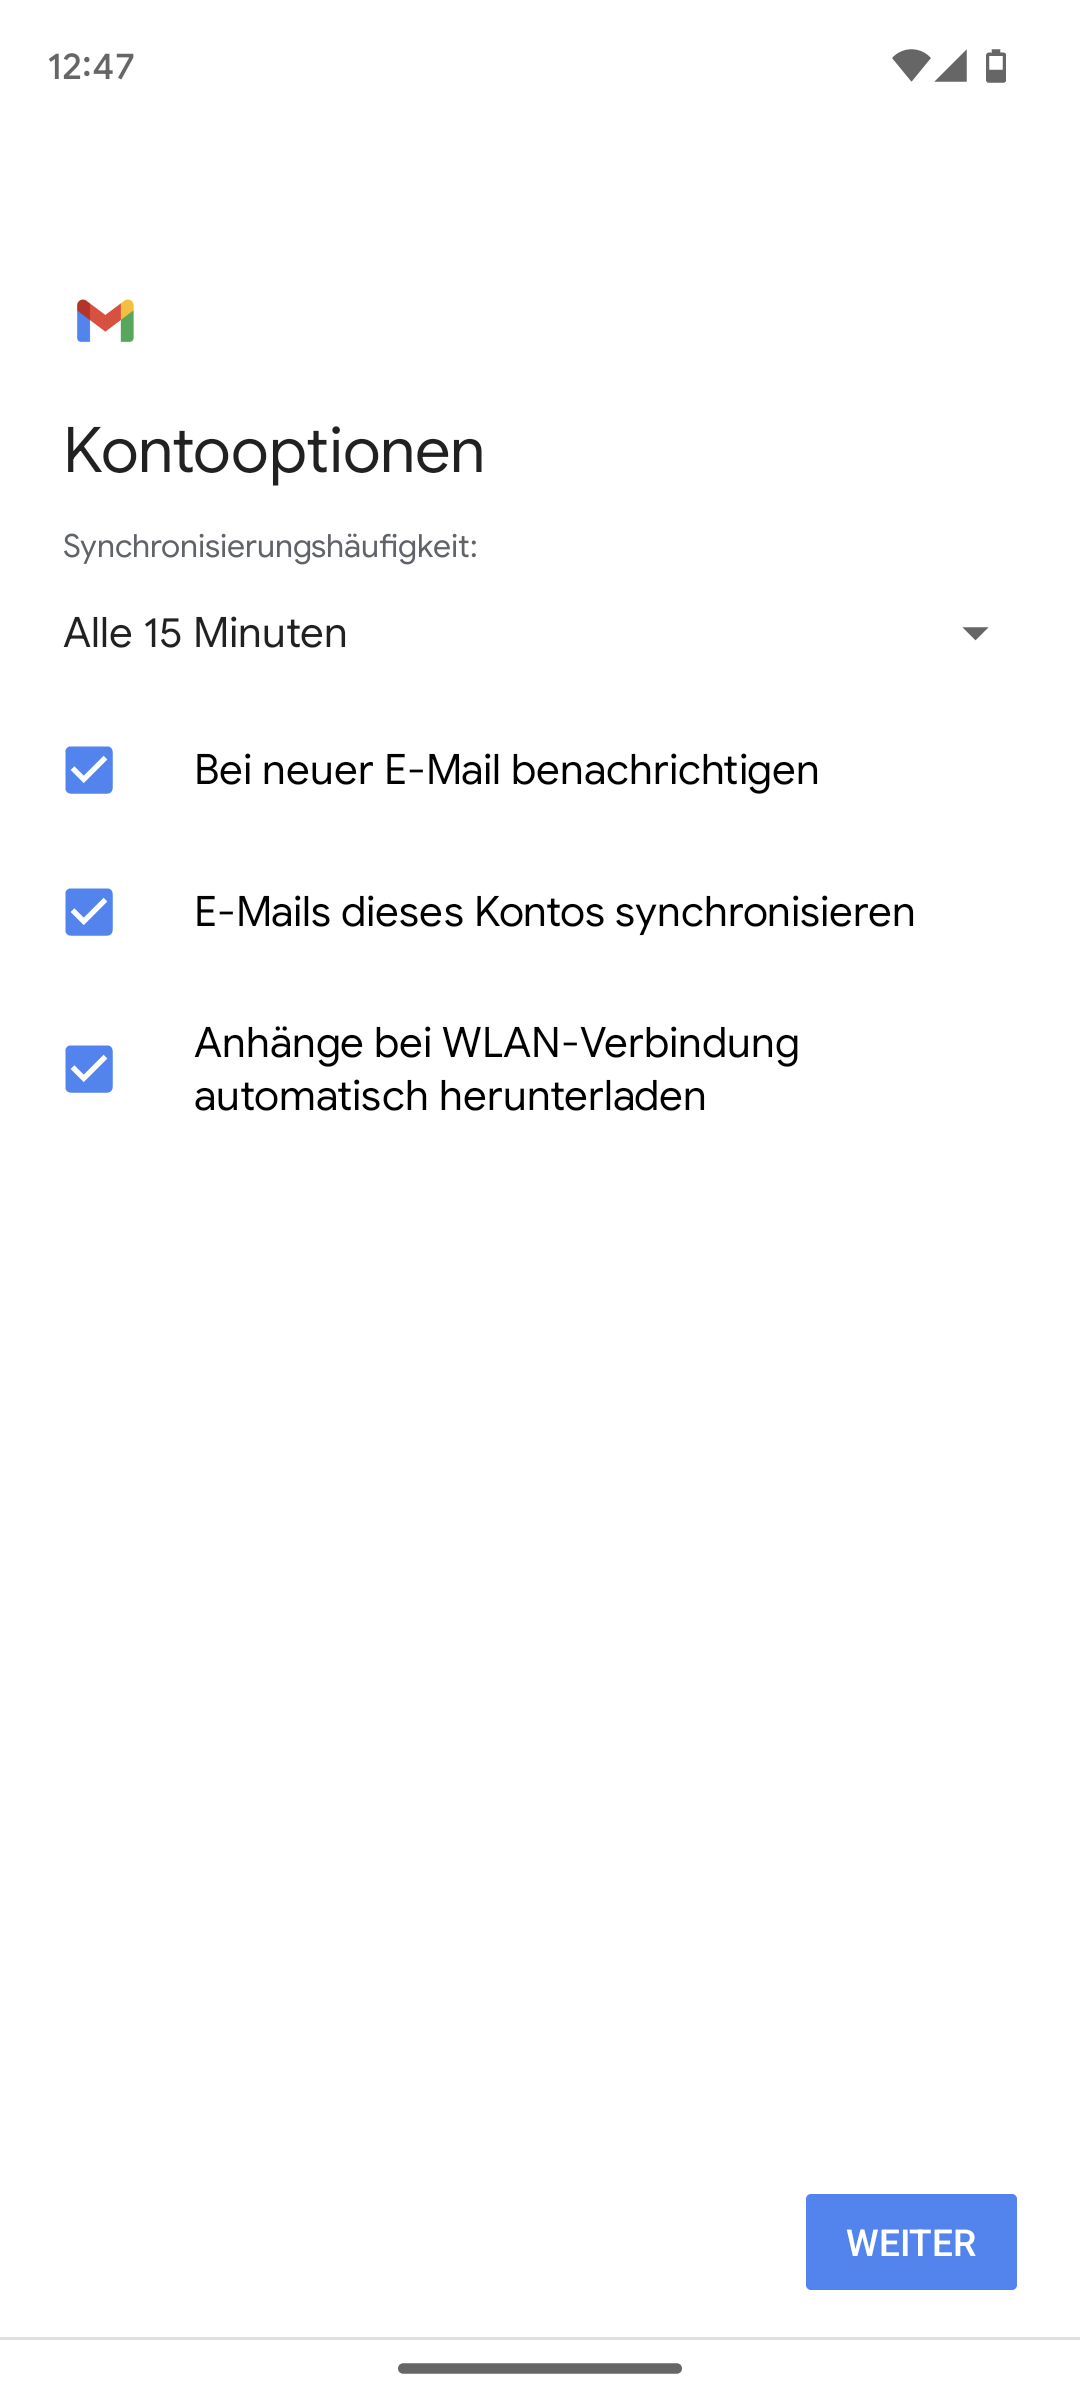 12:47
Kontooptionen
Synchronisierungshäufigkeit:
Alle 15 Minuten
Bei neuer E-Mail benachrichtigen
E-Mails dieses Kontos synchronisieren
Anhänge bei WLAN-Verbindung
automatisch herunterladen
WEITER